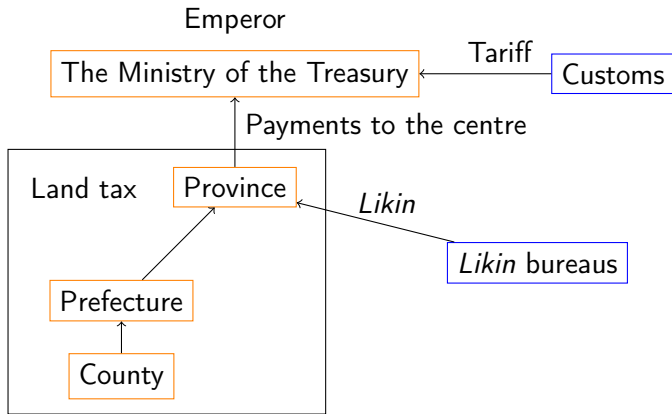 Emperor
The Ministry of the Treasury
Tariff
Customs
Payments to the centre
Land tax
Province
Likin
Likin bureaus
Prefecture
County